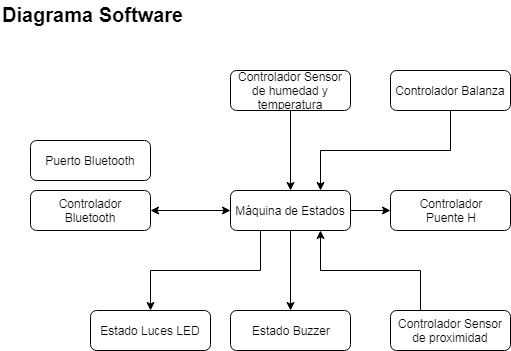 Diagrama Software
Controlador Sensor
de humedad y
temperatura
Controlador Balanza
Puerto Bluetooth
Controlador
Bluetooth
Máquina de Estados
Controlador
Puente H
Estado Luces LED
Estado Buzzer
Controlador Sensor
de proximidad